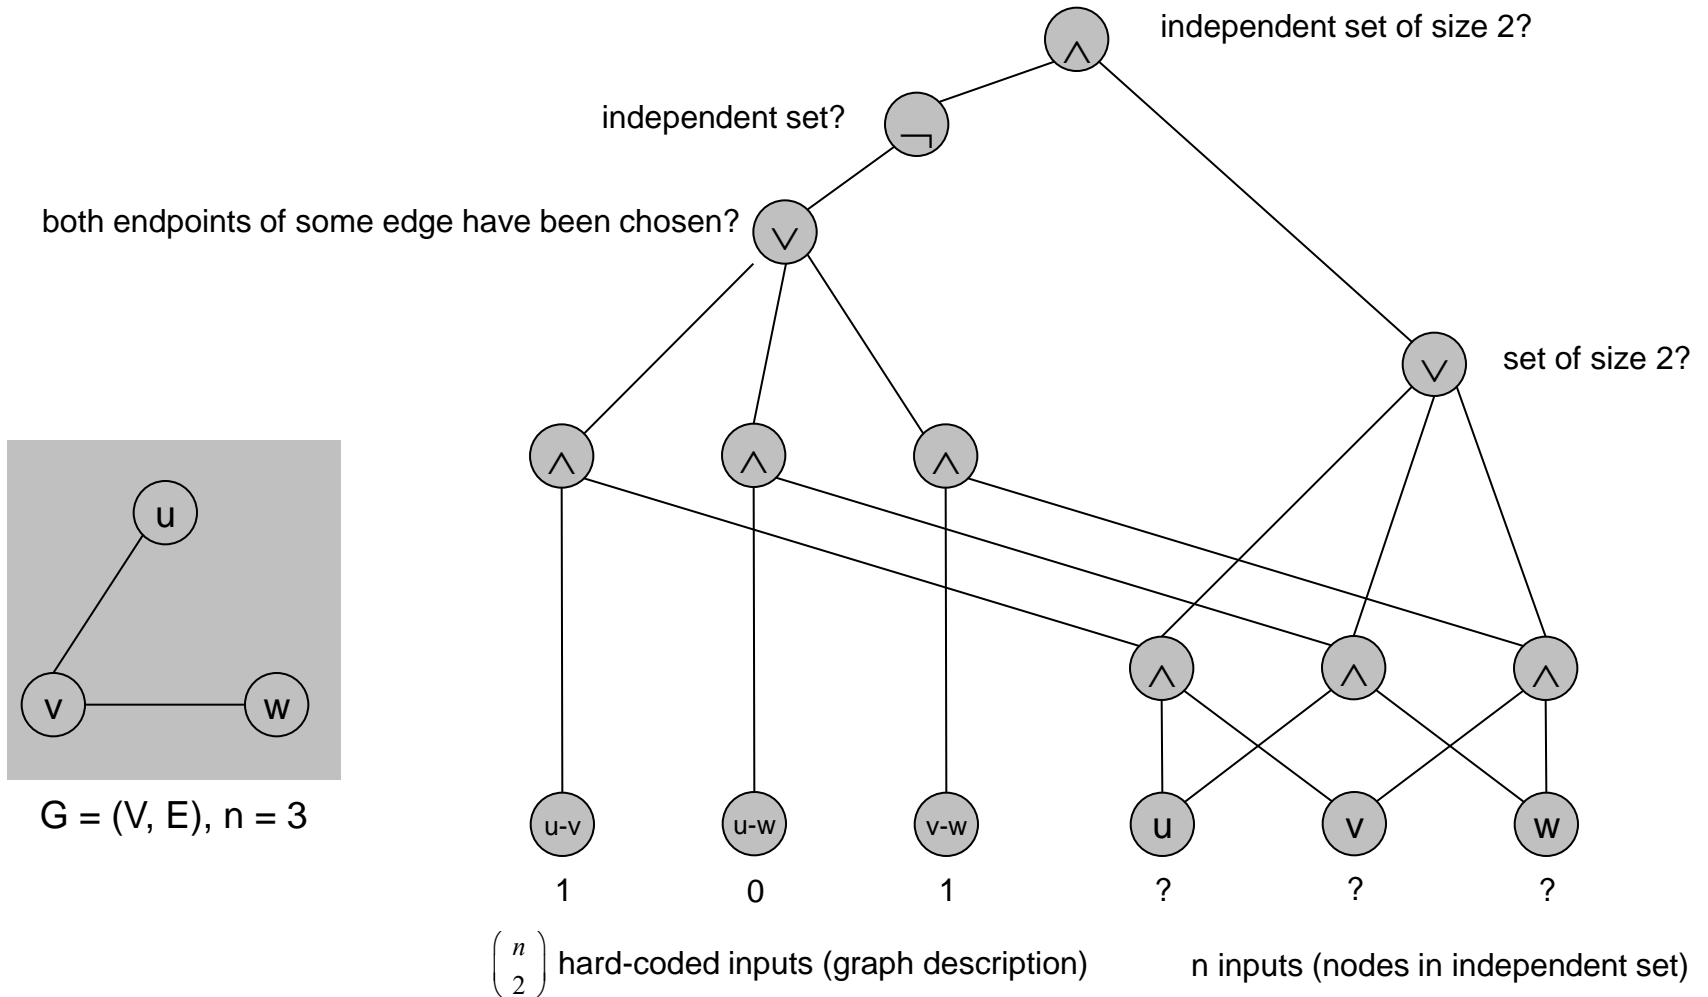 independent set of size 2?
∧
independent set?
¬
both endpoints of some edge have been chosen?
∨
set of size 2?
∨
∧ ∧ ∧
u
v w
∧ ∧ ∧
G = (V, E), n = 3
u-v u-w v-w u v w
1 0 1 ? ? ?
( n 2 ) hard-coded inputs (graph description)
n inputs (nodes in independent set)